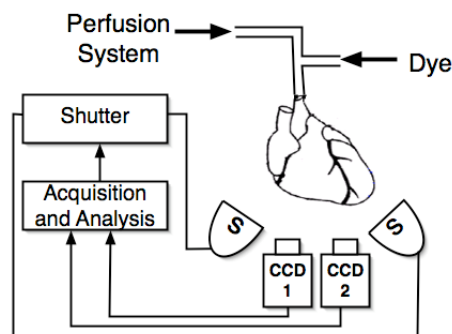 Perfusion
System
Dye
Shutter
Acquisition
and Analysis
S
S
CCD
1
CCD
2